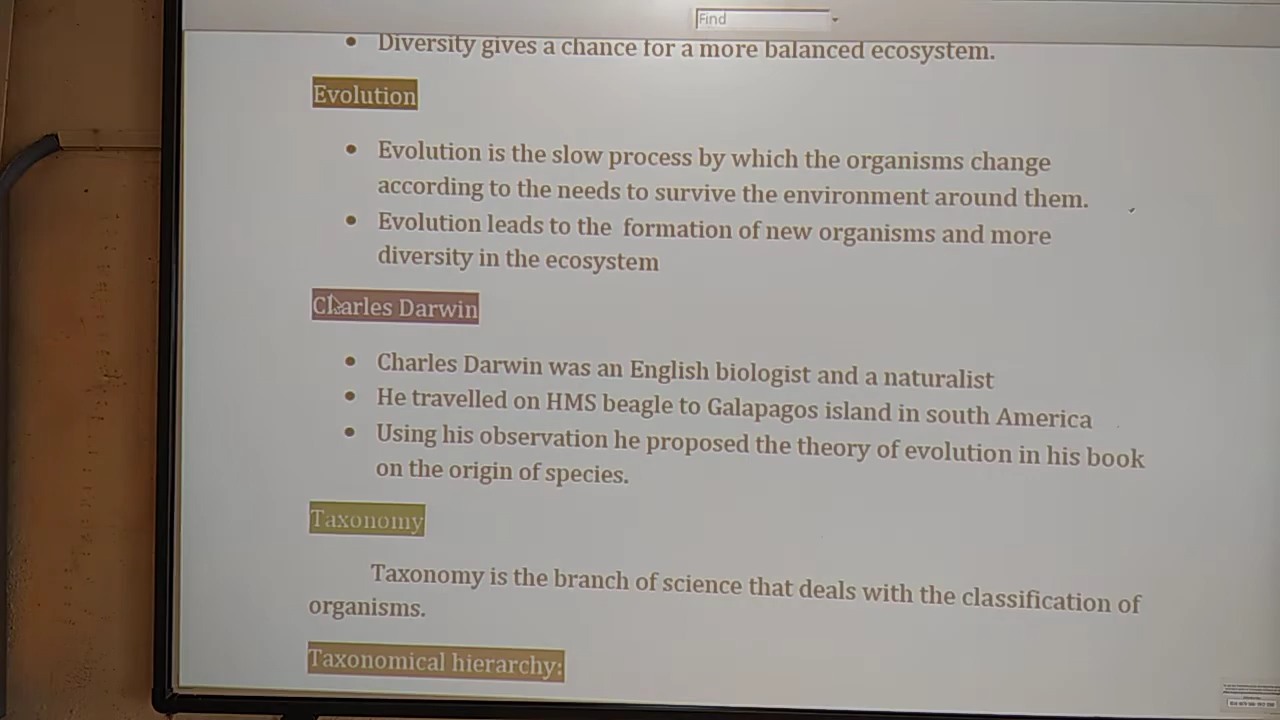 Find
• Diversity gives a chance for a more balanced ecosystem.
Evolution
• Evolution is the slow process by which the organisms change
according to the needs to survive the environment around them.
• Evolution leads to the formation of new organisms and more
diversity in the ecosystem
Charles Darwin
• Charles Darwin was an English biologist and a naturalist
• He travelled on HMS beagle to Galapagos island in south America
• Using his observation he proposed the theory of evolution in his book
on the origin of species.
Taxonomy
Taxonomy is the branch of science that deals with the classification of
organisms.
Taxonomical hierarchy: